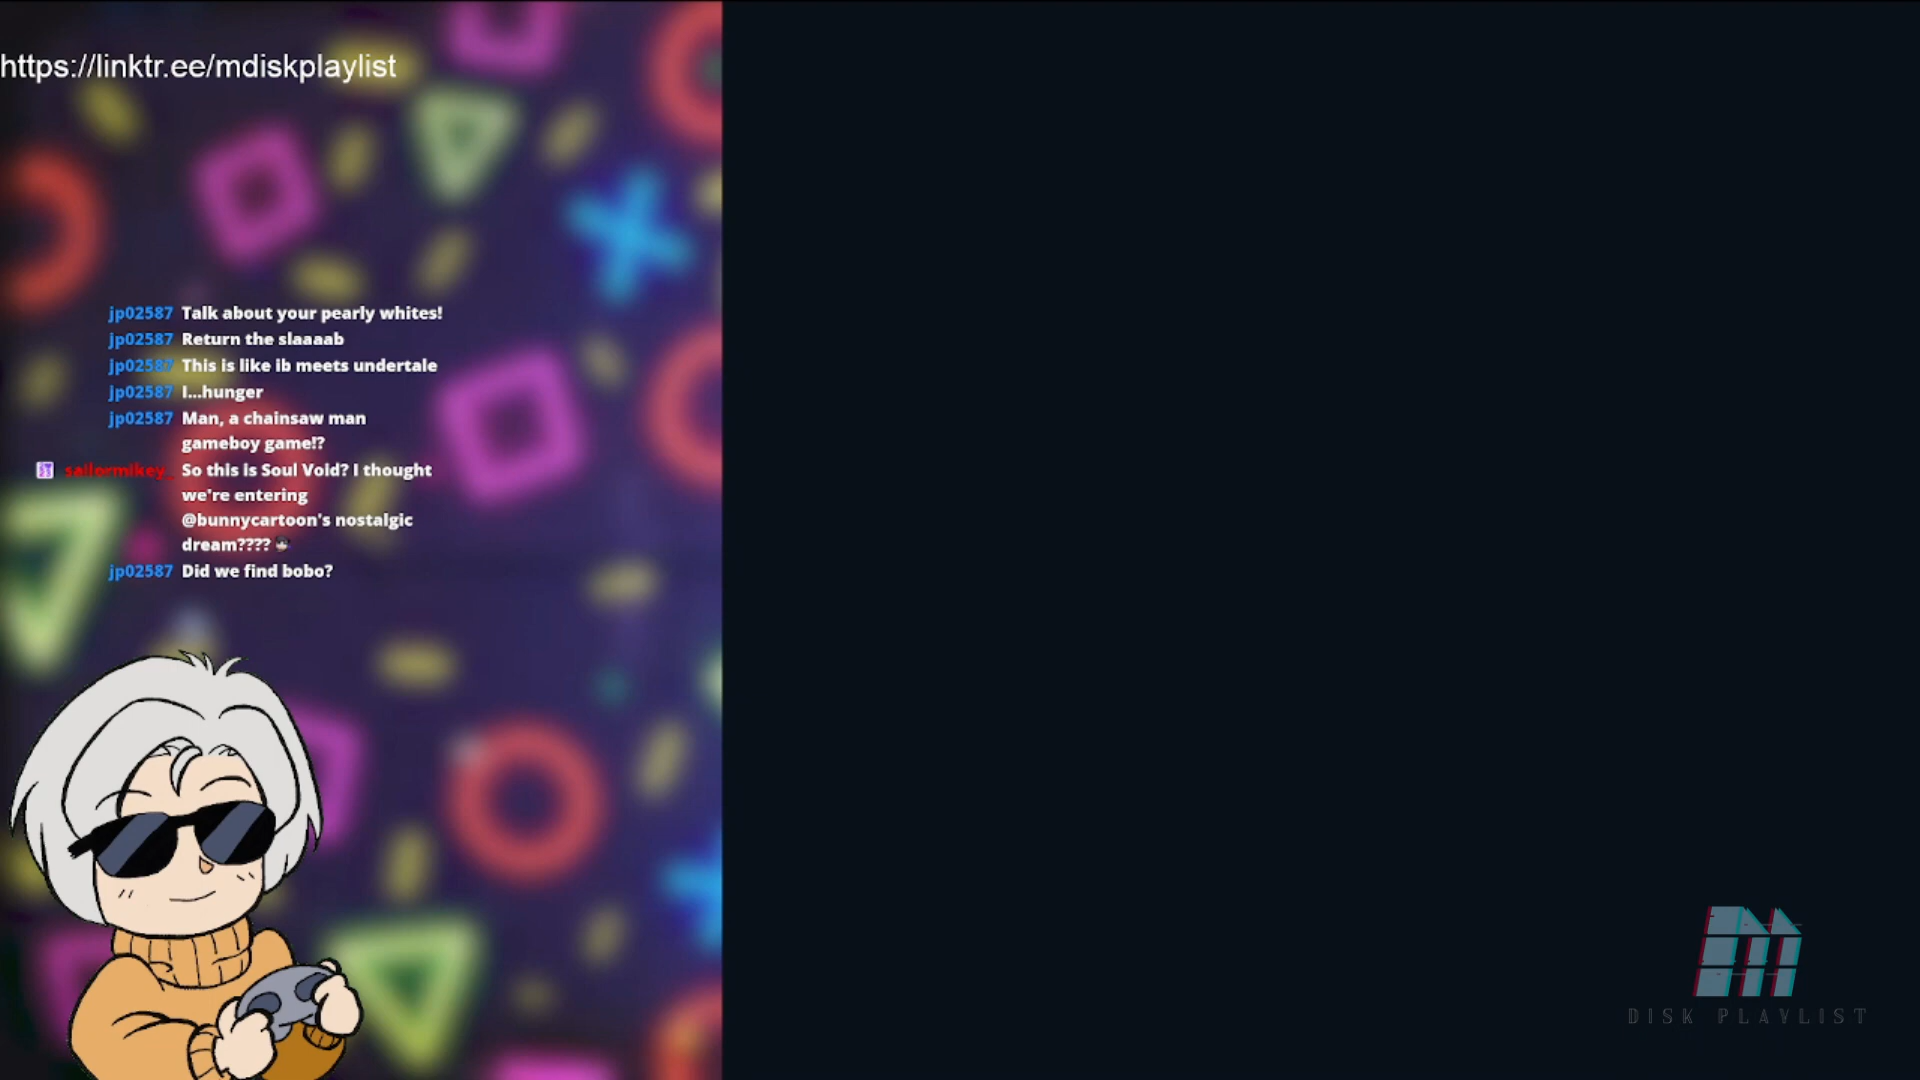 https://linktr.ee/mdiskplaylist
jp02587 Talk about your pearly whites!
jp02587 Return the slaaaab
jp02587 This is like ib meets undertale
jp02587 I...hunger
jp02587 Man, a chainsaw man
gameboy game!?
sailormikey_ So this is Soul Void? I thought
we're entering
@bunnycartoon's nostalgic
dream????
jp02587 Did we find bobo?
DISK PLAYLIST